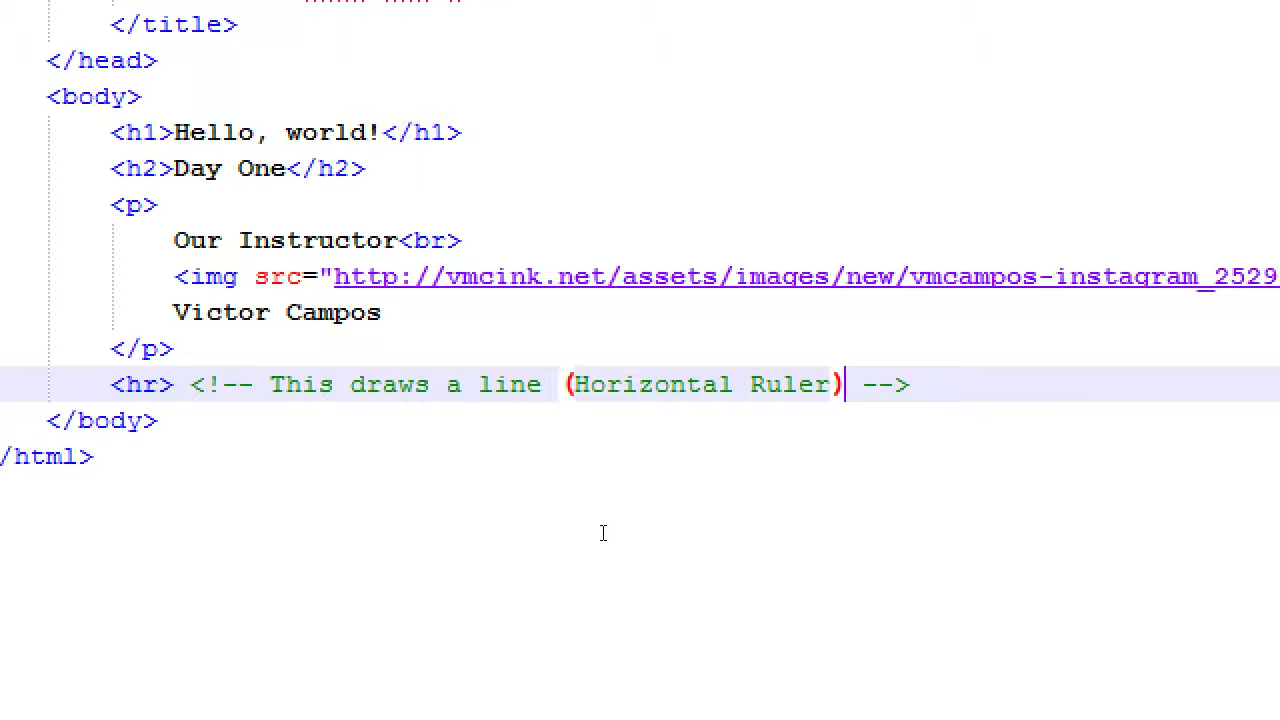 </title>
</head>
<body>
<h1>Hello, world!</h1>
<h2>Day One</h2>
<p>
Our Instructor<br>
<img src="http://vmcink.net/assets/images/new/vmcampos-instagram_2529
Victor Campos
</p>
<hr> <!-- This draws a line (Horizontal Ruler) -->
</body>
/html>